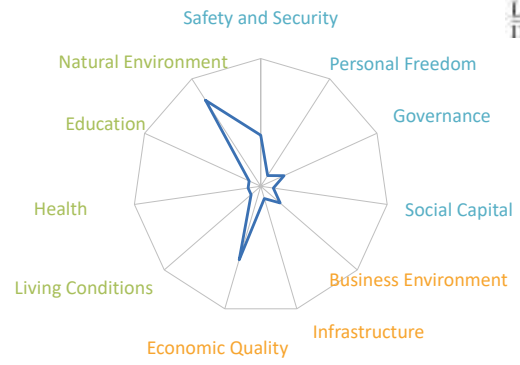 Safety and Security
Natural Environment
Personal Freedom
Education
Governance
Health
Social Capital
Living Conditions
Business Environment
Economic Quality
Infrastructure